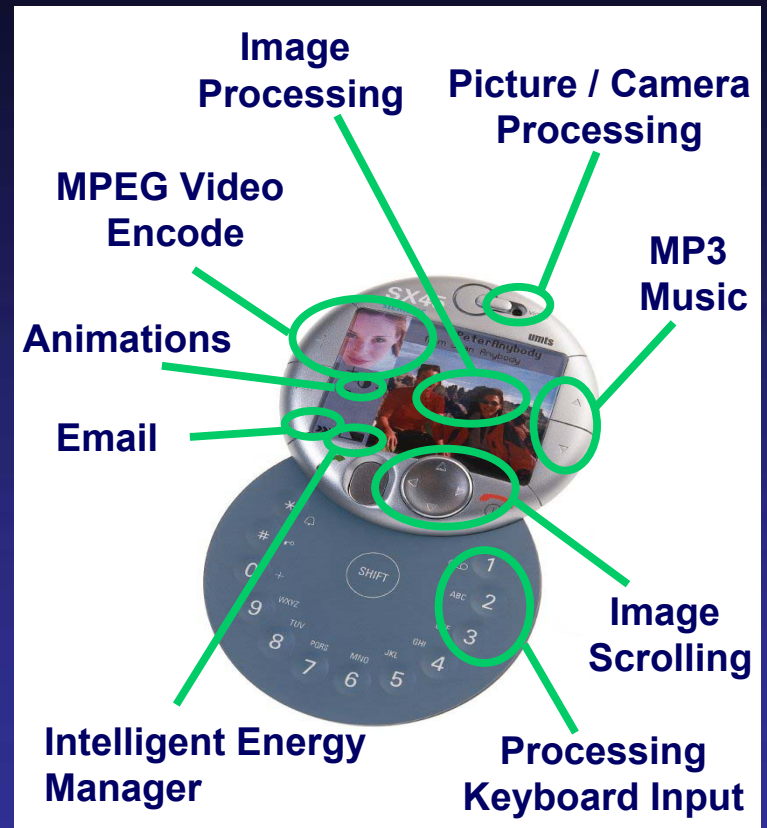 Image
Processing
Picture / Camera
Processing
MPEG Video
Encode
MP3
Music
Animations
Email
SX45
umts
PeterAnybody
Anybody
SHIFT
*
#
0 +
9 WXYZ
8 TUV
7 PQRS
6 MNO
5 JKL
4 GHI
3
2 ABC
1
Image
Scrolling
Intelligent Energy
Manager
Processing
Keyboard Input